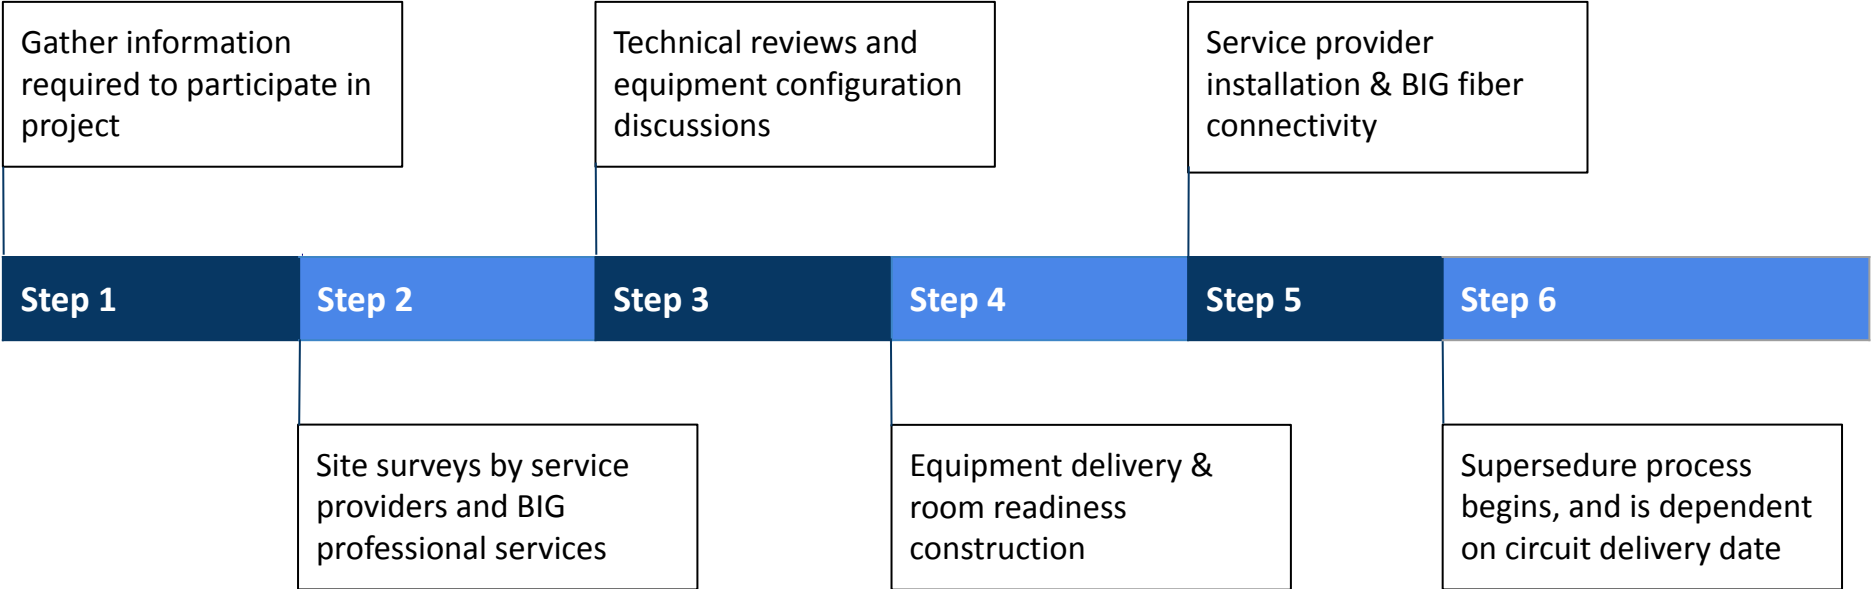 Gather information
required to participate in
project
Technical reviews and
equipment configuration
discussions
Service provider
installation & BIG fiber
connectivity
Step 1
Step 2
Step 3
Step 4
Step 5
Step 6
Site surveys by service
providers and BIG
professional services
Equipment delivery &
room readiness
construction
Supersedure process
begins, and is dependent
on circuit delivery date